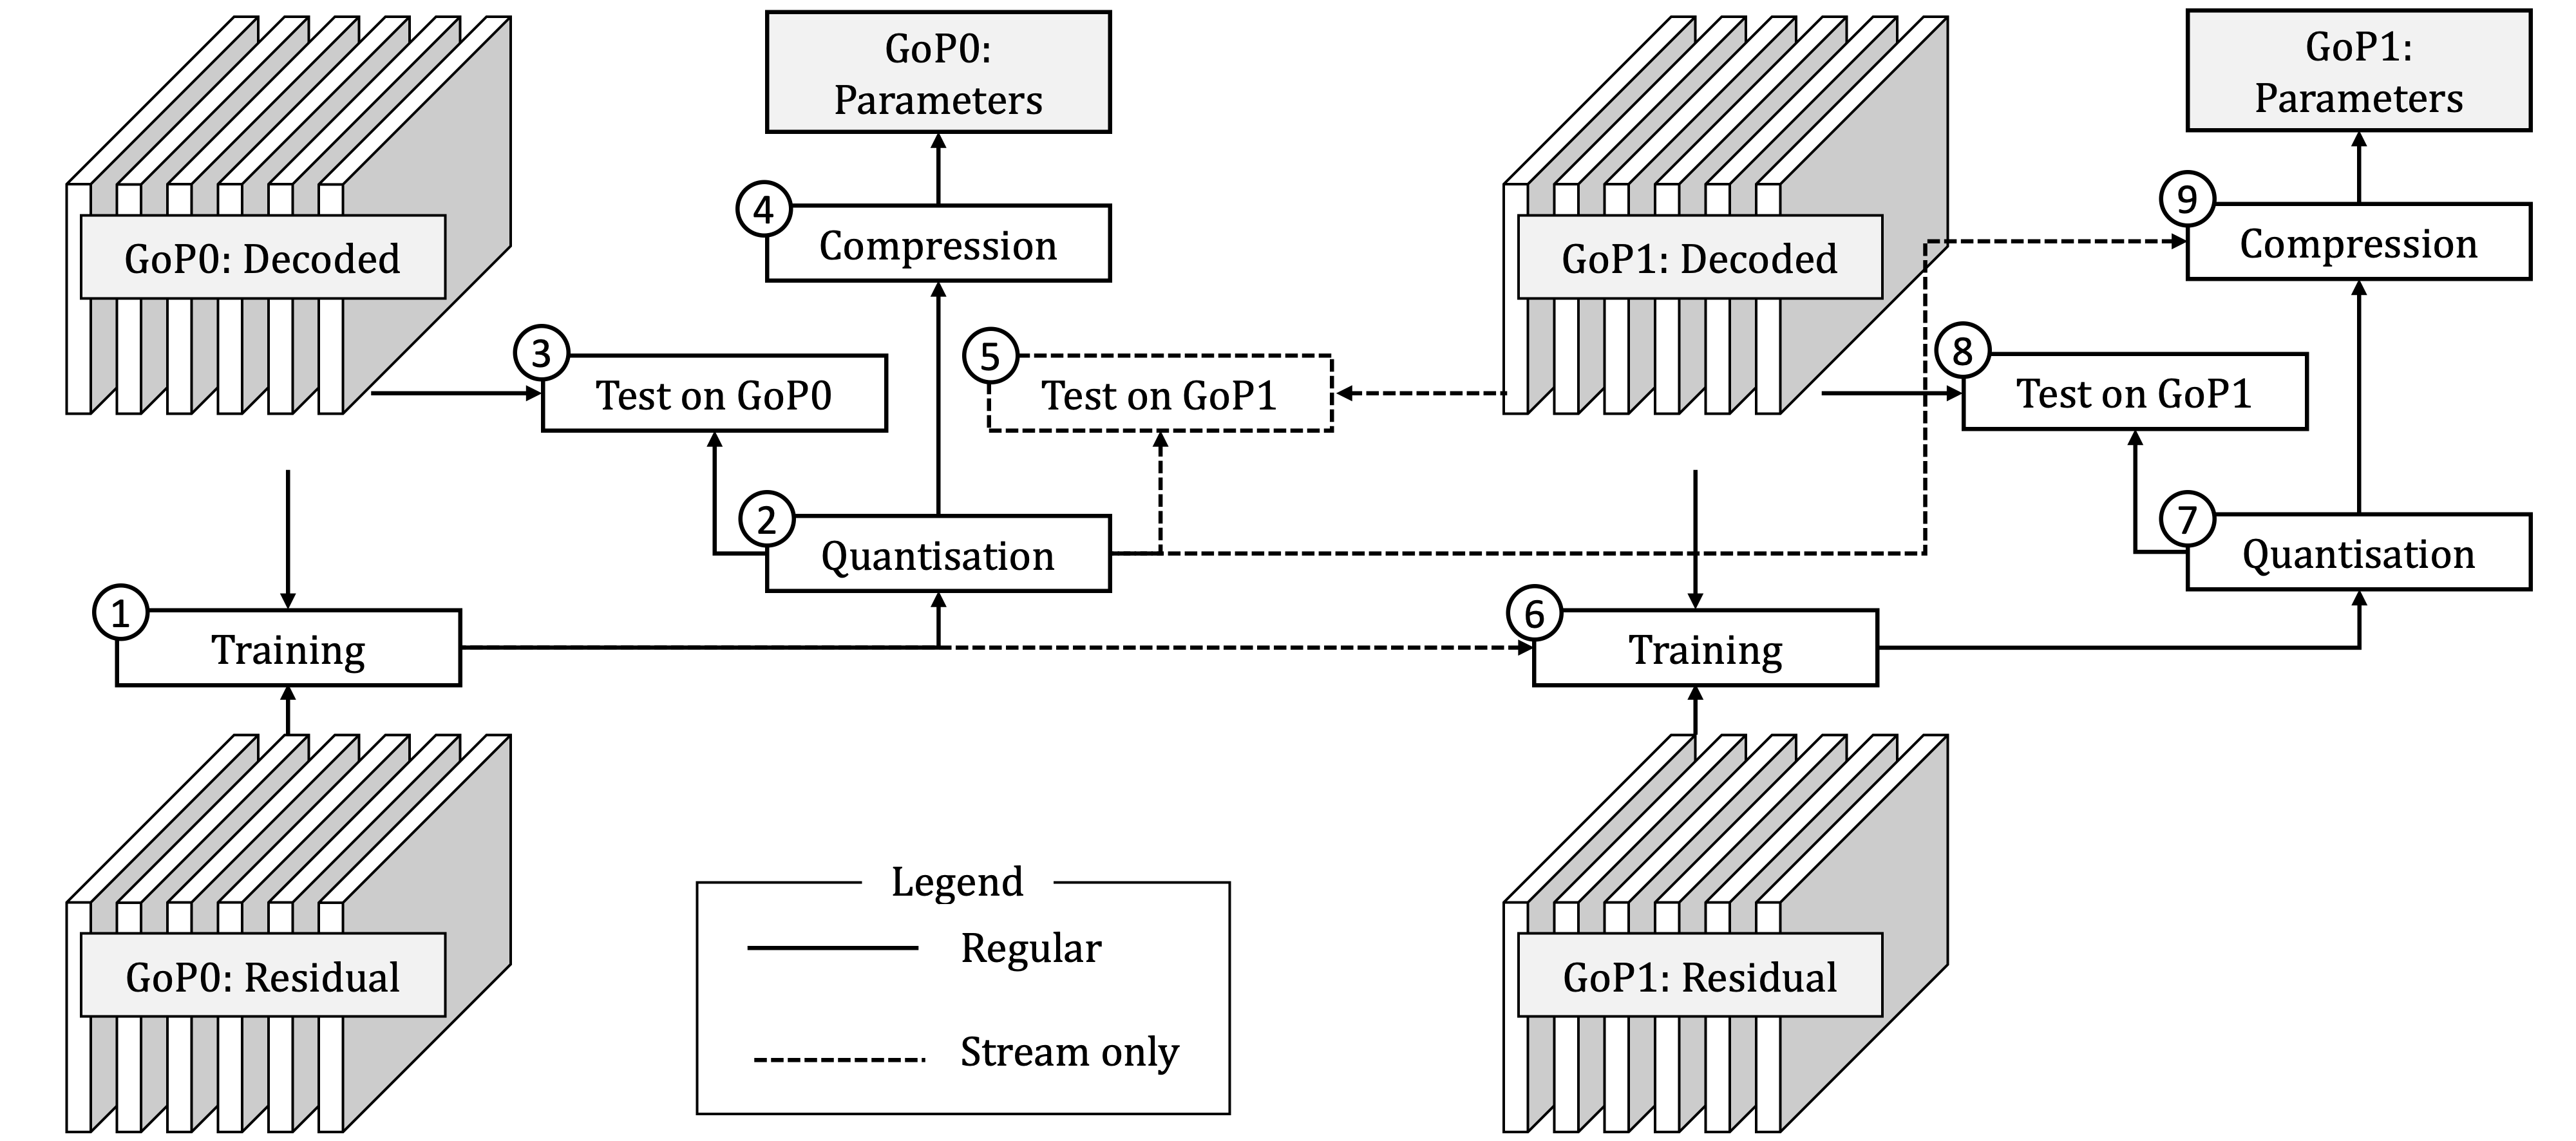 GoP0:
Parameters
GoP1:
Parameters
4
Compression
9
Compression
GoP0: Decoded
GoP1: Decoded
3
Test on GoP0
5
Test on GoP1
8
Test on GoP1
2
Quantisation
7
Quantisation
1
Training
6
Training
Legend
Regular
Stream only
GoP0: Residual
GoP1: Residual